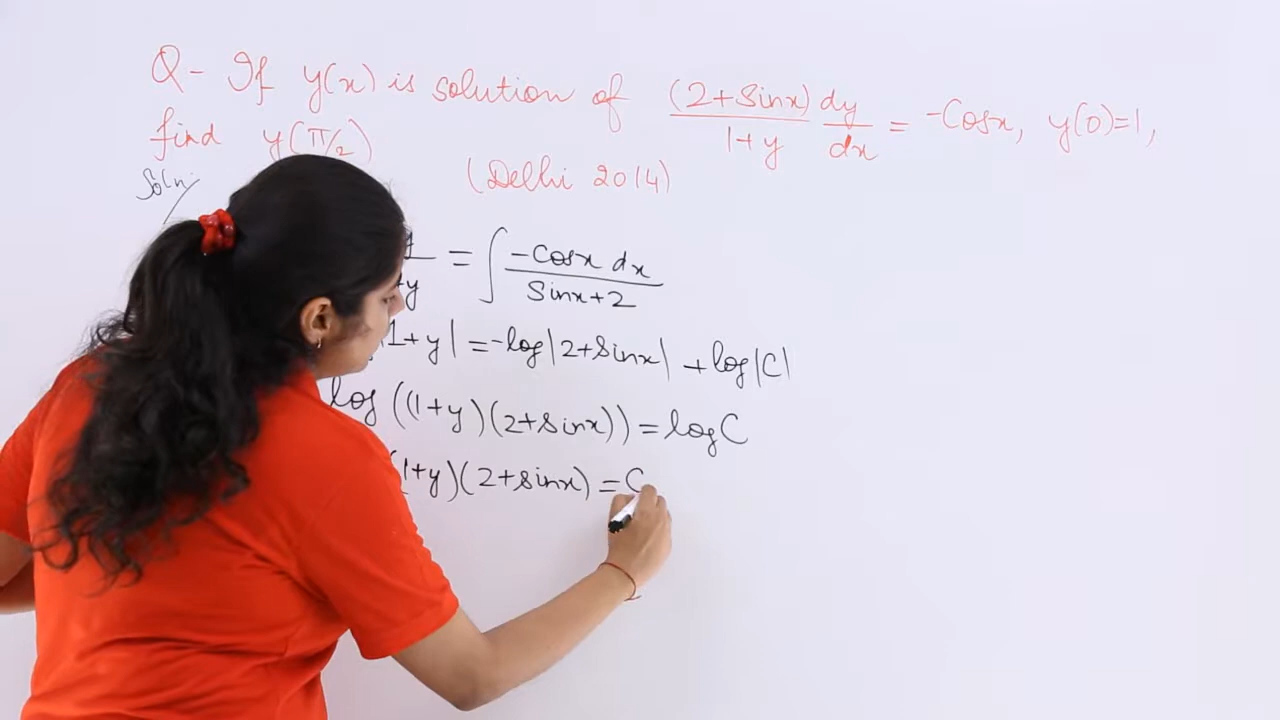 Q- If y(x) is solution of (2+sinx)/(1+y) dy/dx = -Cosx, y(0)=1,
find y(π/2)
(Delhi 2014)
Soln.
= ∫ -Cosx dx / Sinx+2
1+y| = -log|2+sinx| + log|C|
log ((1+y)(2+sinx)) = logC
(1+y)(2+sinx) = C